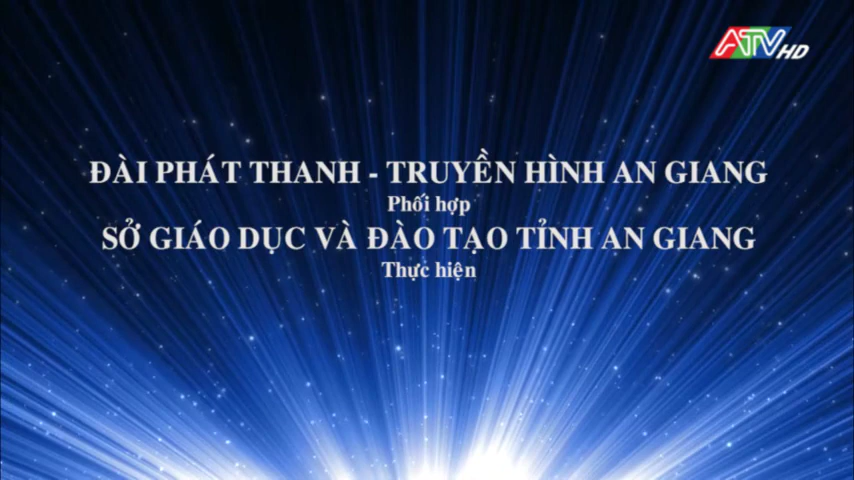 ATV HD
ĐÀI PHÁT THANH - TRUYỀN HÌNH AN GIANG
Phối hợp
SỞ GIÁO DỤC VÀ ĐÀO TẠO TỈNH AN GIANG
Thực hiện